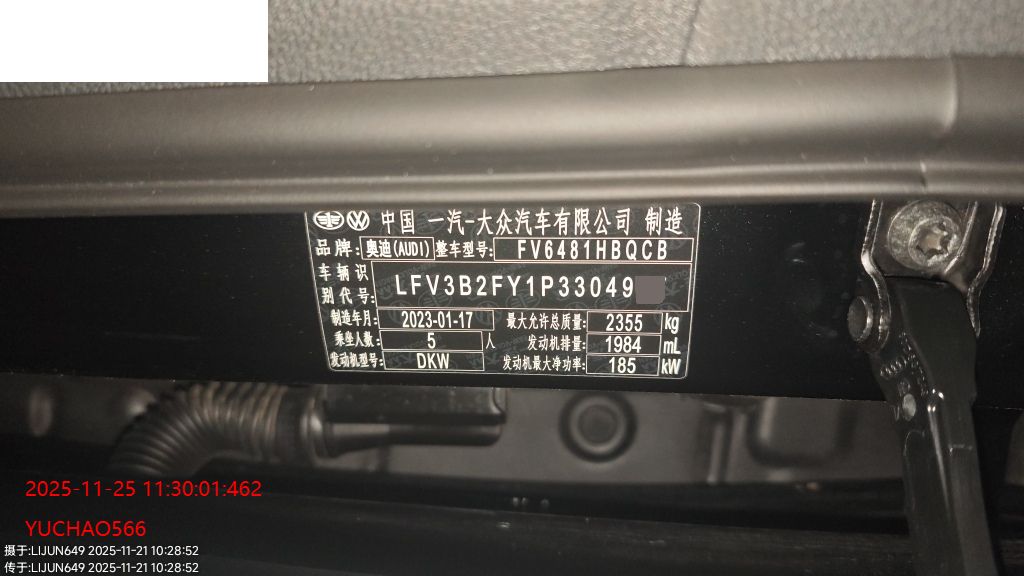 中国 一汽-大众汽车有限公司 制造
品牌: 奥迪(AUDI) 整车型号: FV6481HBQCB
车辆识别代号: LFV3B2FY1P33049
制造年月: 2023-01-17 最大允许总质量: 2355 kg
乘坐人数: 5 人 发动机排量: 1984 mL
发动机型号: DKW 发动机最大净功率: 185 kW
2025-11-25 11:30:01:462
YUCHAO566
摄于:LIJUN649 2025-11-21 10:28:52
传于:LIJUN649 2025-11-21 10:28:52